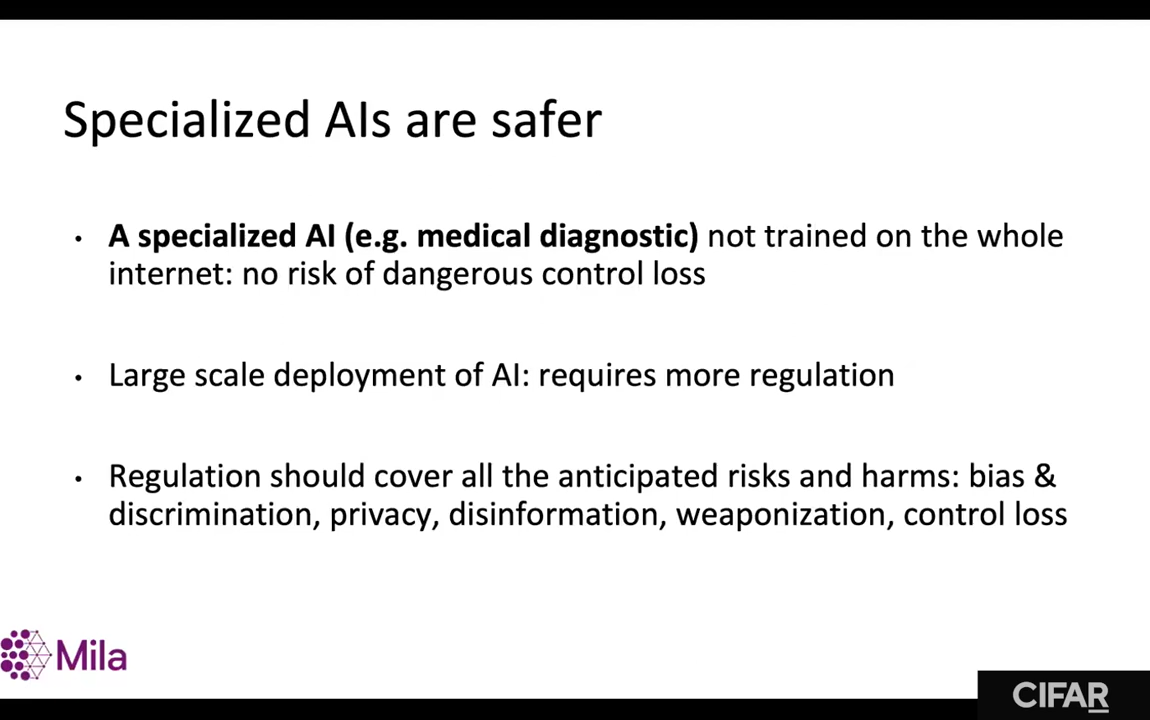 Specialized AIs are safer
• A specialized AI (e.g. medical diagnostic) not trained on the whole
internet: no risk of dangerous control loss
• Large scale deployment of AI: requires more regulation
• Regulation should cover all the anticipated risks and harms: bias &
discrimination, privacy, disinformation, weaponization, control loss
Mila
CIFAR